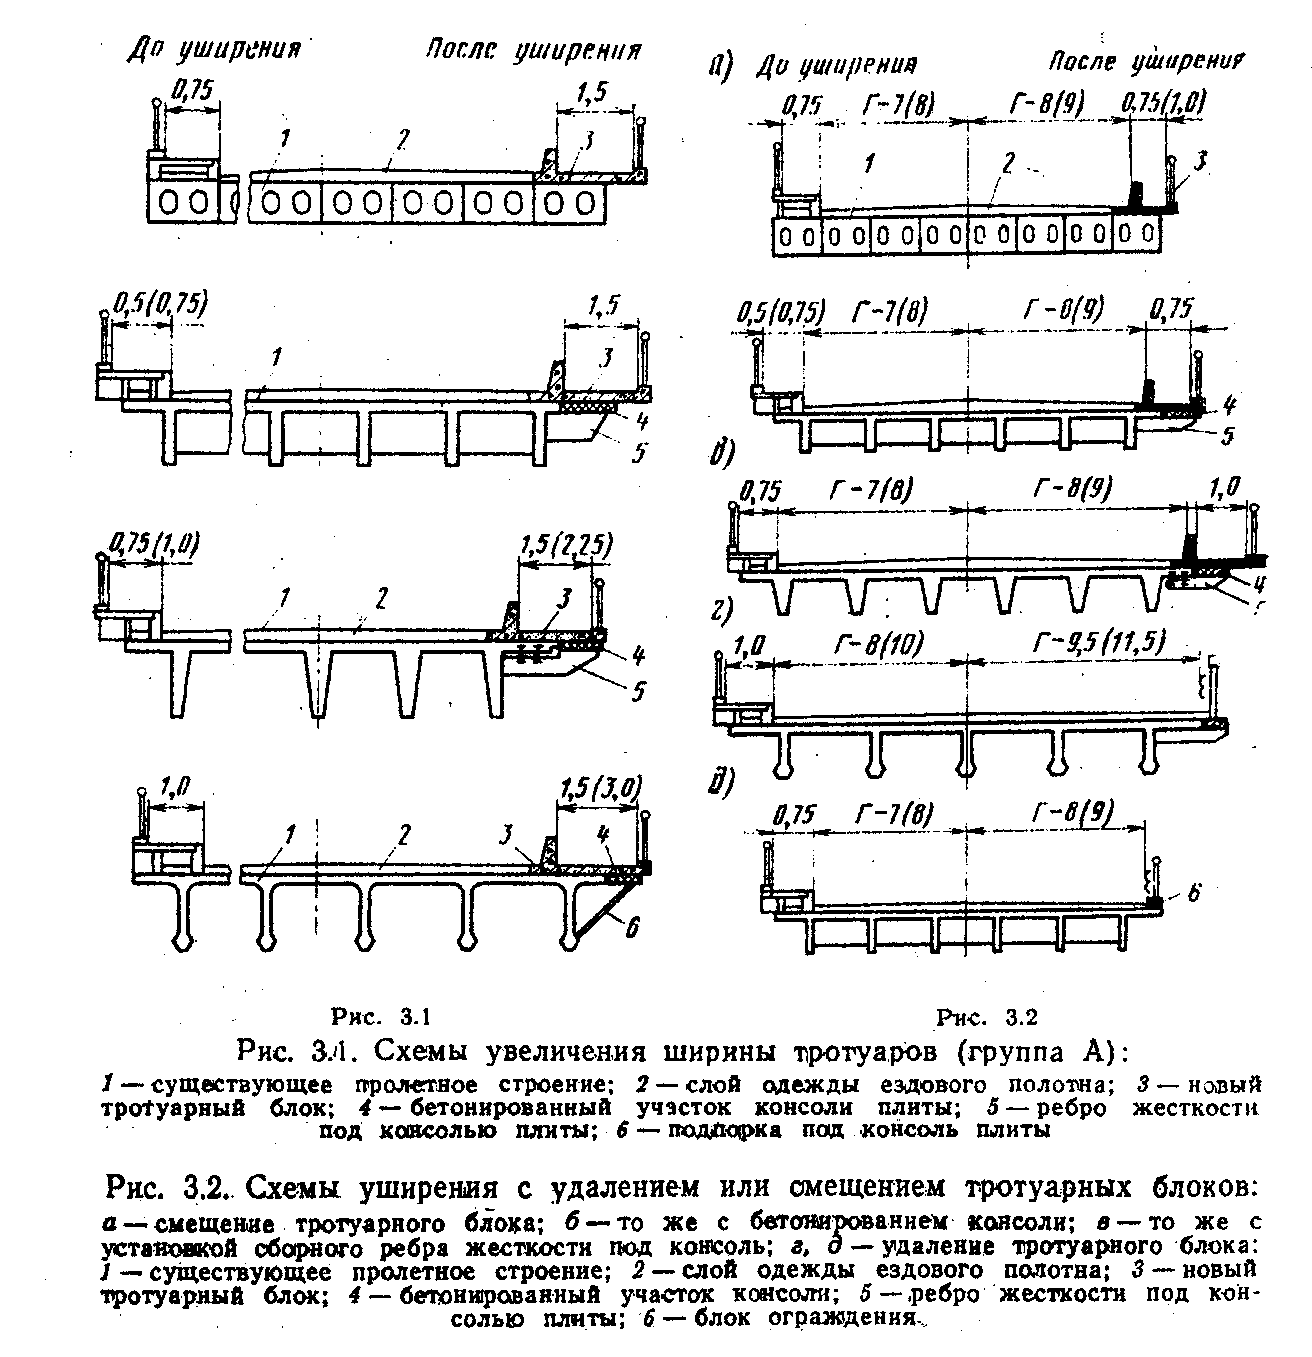 До уширения После уширения
0,75 1,5
1 2 3
0,5(0,75) 1,5
1 3
4
5
0,75(1,0) 1,5(2,25)
1 2 3
4
5
1,0 1,5(3,0)
1 2 3 4
6
Рис. 3.1
а) До уширения После уширения
0,75 Г-7(8) Г-8(9) 0,75(1,0)
1 2 3
0,5(0,75) Г-7(8) Г-8(9) 0,75
4
5
в)
0,75 Г-7(8) Г-8(9) 1,0
4
г)
1,0 Г-8(10) Г-9,5(11,5)
д)
0,75 Г-7(8) Г-8(9)
6
Рис. 3.2
Рис. 3.1. Схемы увеличения ширины тротуаров (группа А):
1 — существующее пролетное строение; 2 — слой одежды ездового полотна; 3 — новый
тротуарный блок; 4 — бетонированный участок консоли плиты; 5 — ребро жесткости
под консолью плиты; 6 — подпорка под консоль плиты
Рис. 3.2. Схемы уширения с удалением или смещением тротуарных блоков:
а — смещение тротуарного блока; б — то же с бетонированием консоли; в — то же с
установкой сборного ребра жесткости под консоль; г, д — удаление тротуарного блока:
1 — существующее пролетное строение; 2 — слой одежды ездового полотна; 3 — новый
тротуарный блок; 4 — бетонированный участок консоли; 5 — ребро жесткости под кон-
солью плиты; 6 — блок ограждения.